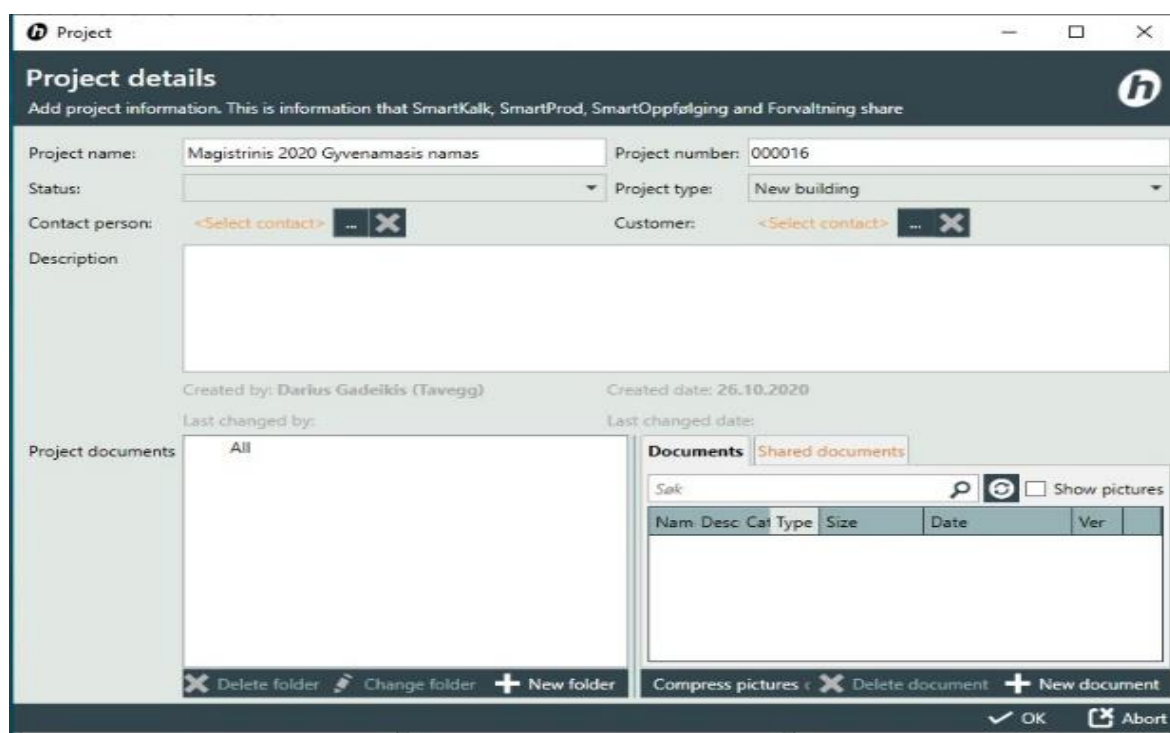 Project
Project details
Add project information. This is information that SmartKalk, SmartProd, SmartOppfølging and Forvaltning share
Project name: Magistrinis 2020 Gyvenamasis namas Project number: 000016
Status: Project type: New building
Contact person: <Select contact> ... Customer: <Select contact> ...
Description
Created by: Darius Gadeikis (Tavegg) Created date: 26.10.2020
Last changed by: Last changed date:
Project documents All Documents Shared documents
Søk Show pictures
Nam Desc Cat Type Size Date Ver
Delete folder Change folder New folder Compress pictures Delete document New document
OK Abort